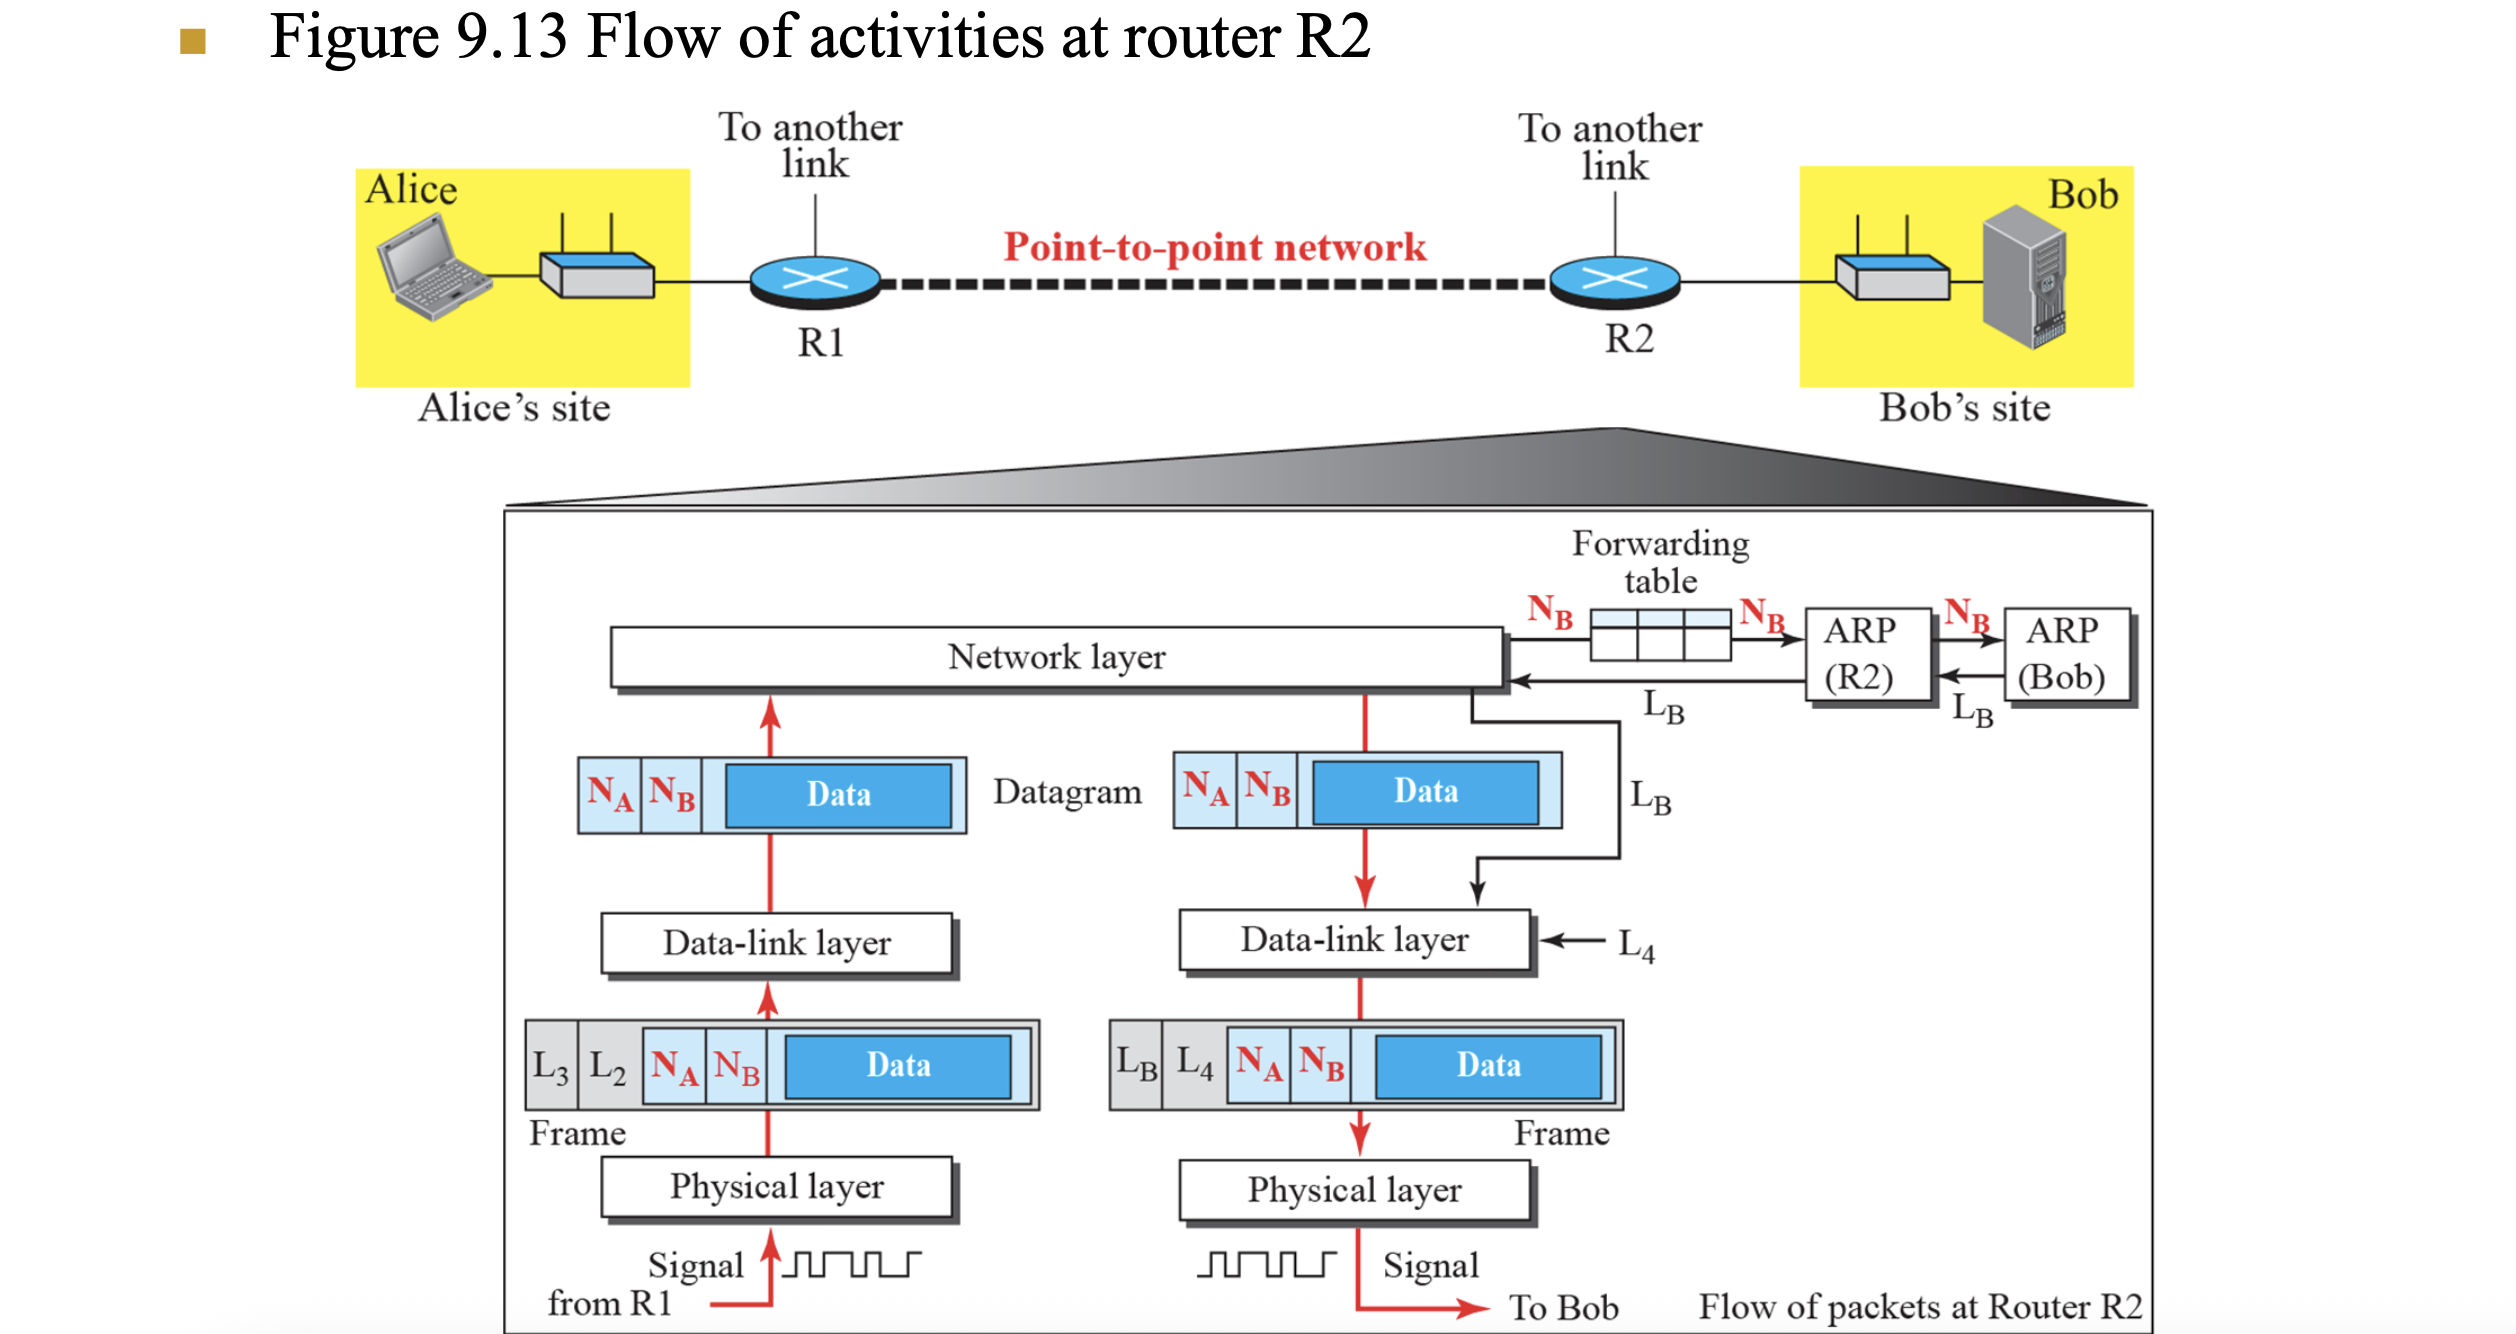 Figure 9.13 Flow of activities at router R2
To another
link
To another
link
Alice
Bob
Point-to-point network
R1
R2
Alice’s site
Bob’s site
Forwarding
table
N_B
N_B
N_B
Network layer
ARP
(R2)
ARP
(Bob)
L_B
L_B
N_A N_B Data
Datagram
N_A N_B Data
L_B
Data-link layer
Data-link layer
L_4
L_3 L_2 N_A N_B Data
L_B L_4 N_A N_B Data
Frame
Frame
Physical layer
Physical layer
Signal
from R1
Signal
To Bob
Flow of packets at Router R2